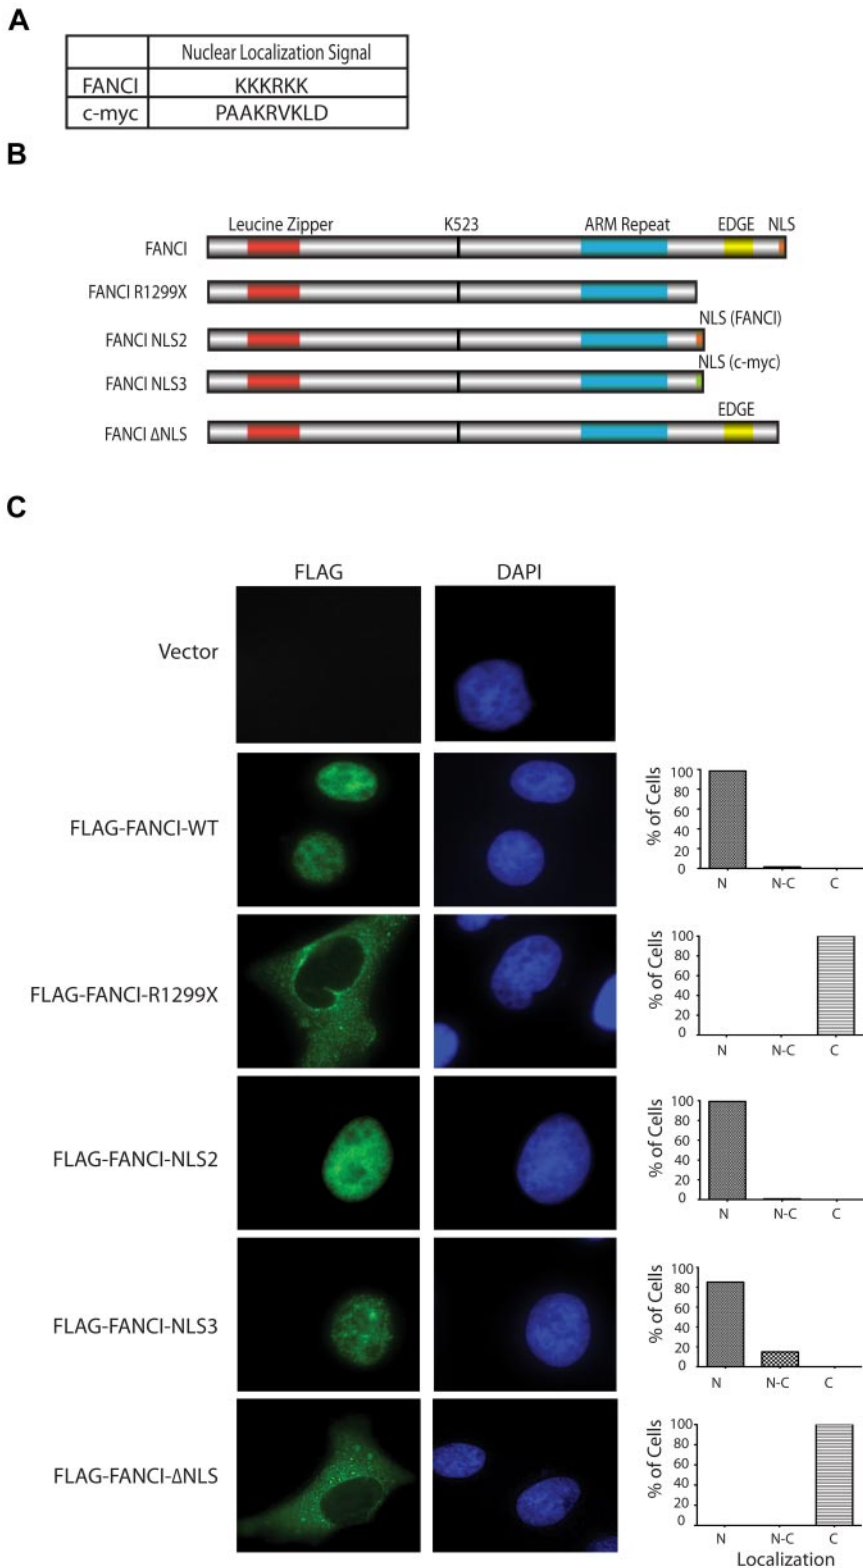 A
Nuclear Localization Signal
FANCI KKKRKK
c-myc PAAKRVKLD
B
Leucine Zipper K523 ARM Repeat EDGE NLS
FANCI
FANCI R1299X
NLS (FANCI)
FANCI NLS2
NLS (c-myc)
FANCI NLS3
EDGE
FANCI ΔNLS
C
FLAG DAPI
Vector
FLAG-FANCI-WT
% of Cells
100
80
60
40
20
0
N N-C C
FLAG-FANCI-R1299X
% of Cells
100
80
60
40
20
0
N N-C C
FLAG-FANCI-NLS2
% of Cells
100
80
60
40
20
0
N N-C C
FLAG-FANCI-NLS3
% of Cells
100
80
60
40
20
0
N N-C C
FLAG-FANCI-ΔNLS
% of Cells
100
80
60
40
20
0
N N-C C
Localization